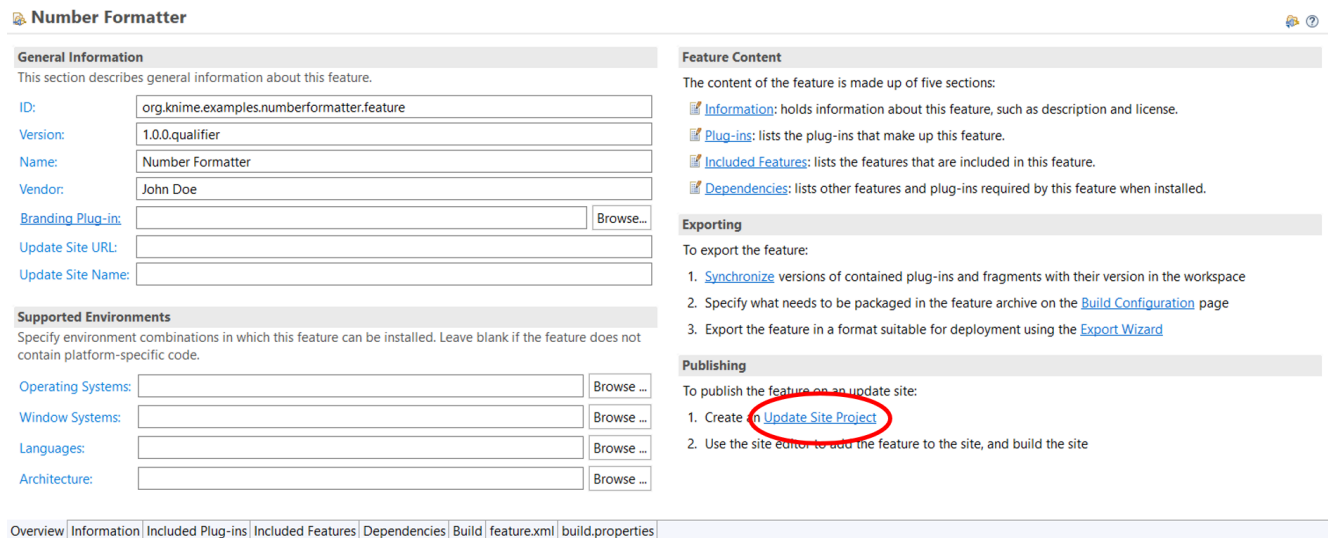 Number Formatter
General Information
This section describes general information about this feature.
ID: org.knime.examples.numberformatter.feature
Version: 1.0.0.qualifier
Name: Number Formatter
Vendor: John Doe
Branding Plug-in: Browse...
Update Site URL:
Update Site Name:
Supported Environments
Specify environment combinations in which this feature can be installed. Leave blank if the feature does not
contain platform-specific code.
Operating Systems: Browse ...
Window Systems: Browse ...
Languages: Browse ...
Architecture: Browse ...
Feature Content
The content of the feature is made up of five sections:
Information: holds information about this feature, such as description and license.
Plug-ins: lists the plug-ins that make up this feature.
Included Features: lists the features that are included in this feature.
Dependencies: lists other features and plug-ins required by this feature when installed.
Exporting
To export the feature:
1. Synchronize versions of contained plug-ins and fragments with their version in the workspace
2. Specify what needs to be packaged in the feature archive on the Build Configuration page
3. Export the feature in a format suitable for deployment using the Export Wizard
Publishing
To publish the feature on an update site:
1. Create an Update Site Project
2. Use the site editor to add the feature to the site, and build the site
Overview Information Included Plug-ins Included Features Dependencies Build feature.xml build.properties